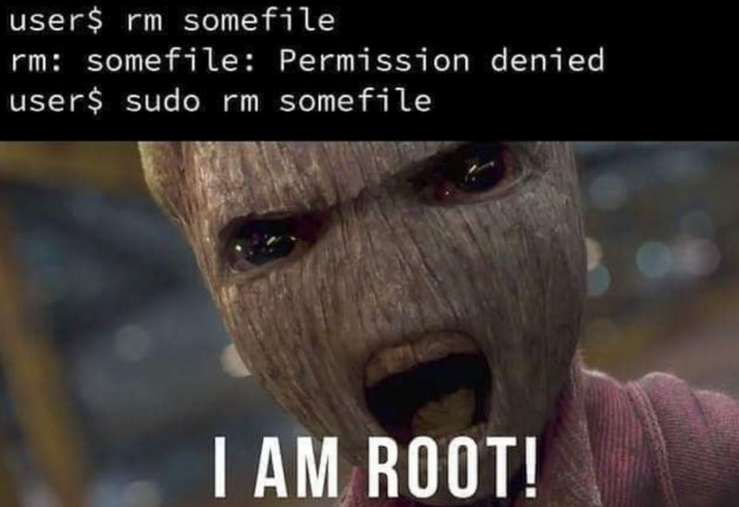 user$ rm somefile
rm: somefile: Permission denied
user$ sudo rm somefile
I AM ROOT!